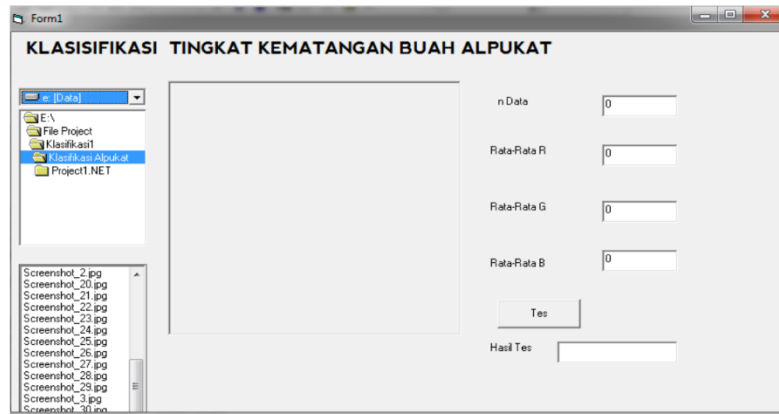 Form1
KLASISIFIKASI TINGKAT KEMATANGAN BUAH ALPUKAT
e: [Data]
E:\
File Project
Klasifikasi1
Klasifikasi Alpukat
Project1.NET
Screenshot_2.jpg
Screenshot_20.jpg
Screenshot_21.jpg
Screenshot_22.jpg
Screenshot_23.jpg
Screenshot_24.jpg
Screenshot_25.jpg
Screenshot_26.jpg
Screenshot_27.jpg
Screenshot_28.jpg
Screenshot_29.jpg
Screenshot_3.jpg
Screenshot_30.jpg
n Data 0
Rata-Rata R 0
Rata-Rata G 0
Rata-Rata B 0
Tes
Hasil Tes